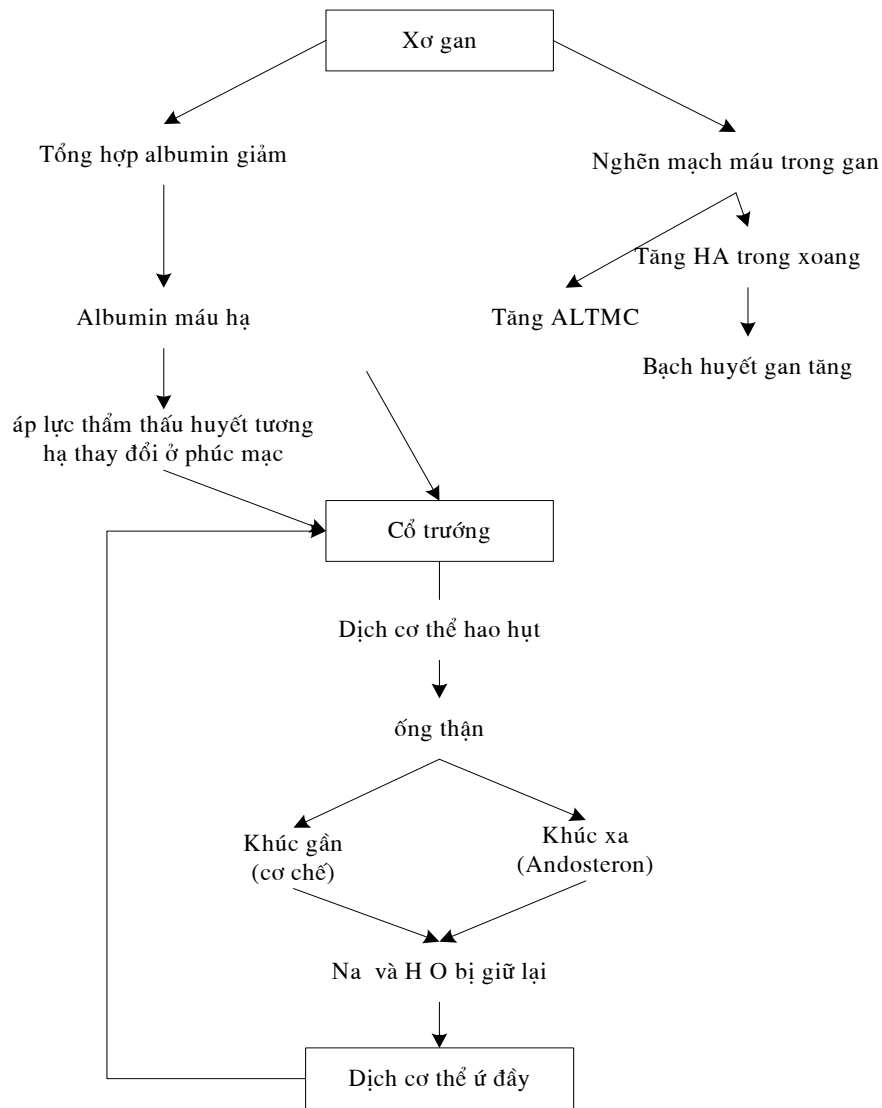 Xơ gan
Tổng hợp albumin giảm
Nghẽn mạch máu trong gan
Tăng HA trong xoang
Albumin máu hạ
Tăng ALTMC
Bạch huyết gan tăng
áp lực thẩm thấu huyết tương
hạ thay đổi ở phúc mạc
Cổ trướng
Dịch cơ thể hao hụt
ống thận
Khúc gần
(cơ chế)
Khúc xa
(Andosteron)
Na và H O bị giữ lại
Dịch cơ thể ứ đầy